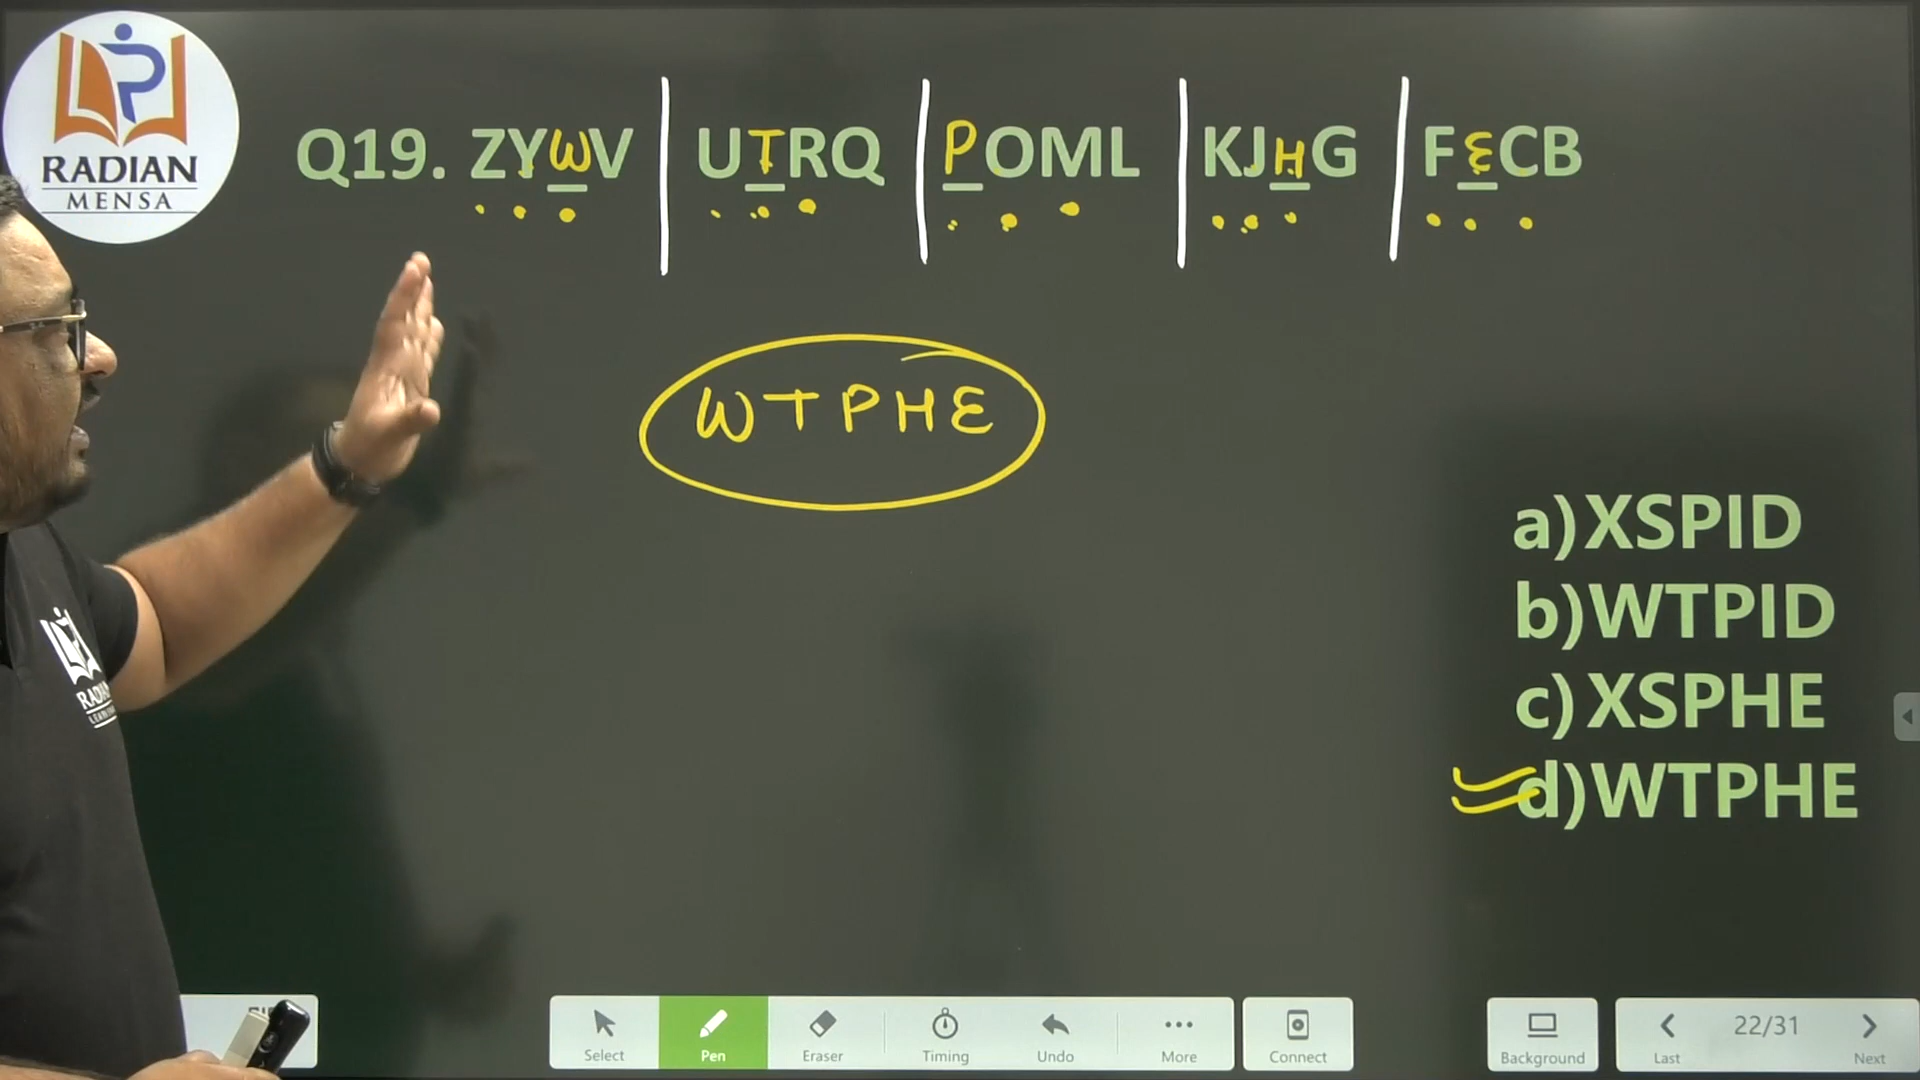 RADIAN
MENSA
Q19. ZYWV UTRQ POML KJHG FECB
WTPHE
a)XSPID
b)WTPID
c)XSPHE
d)WTPHE
RADIAN
Select
Pen
Eraser
Timing
Undo
More
Connect
Background
Last
22/31
Next